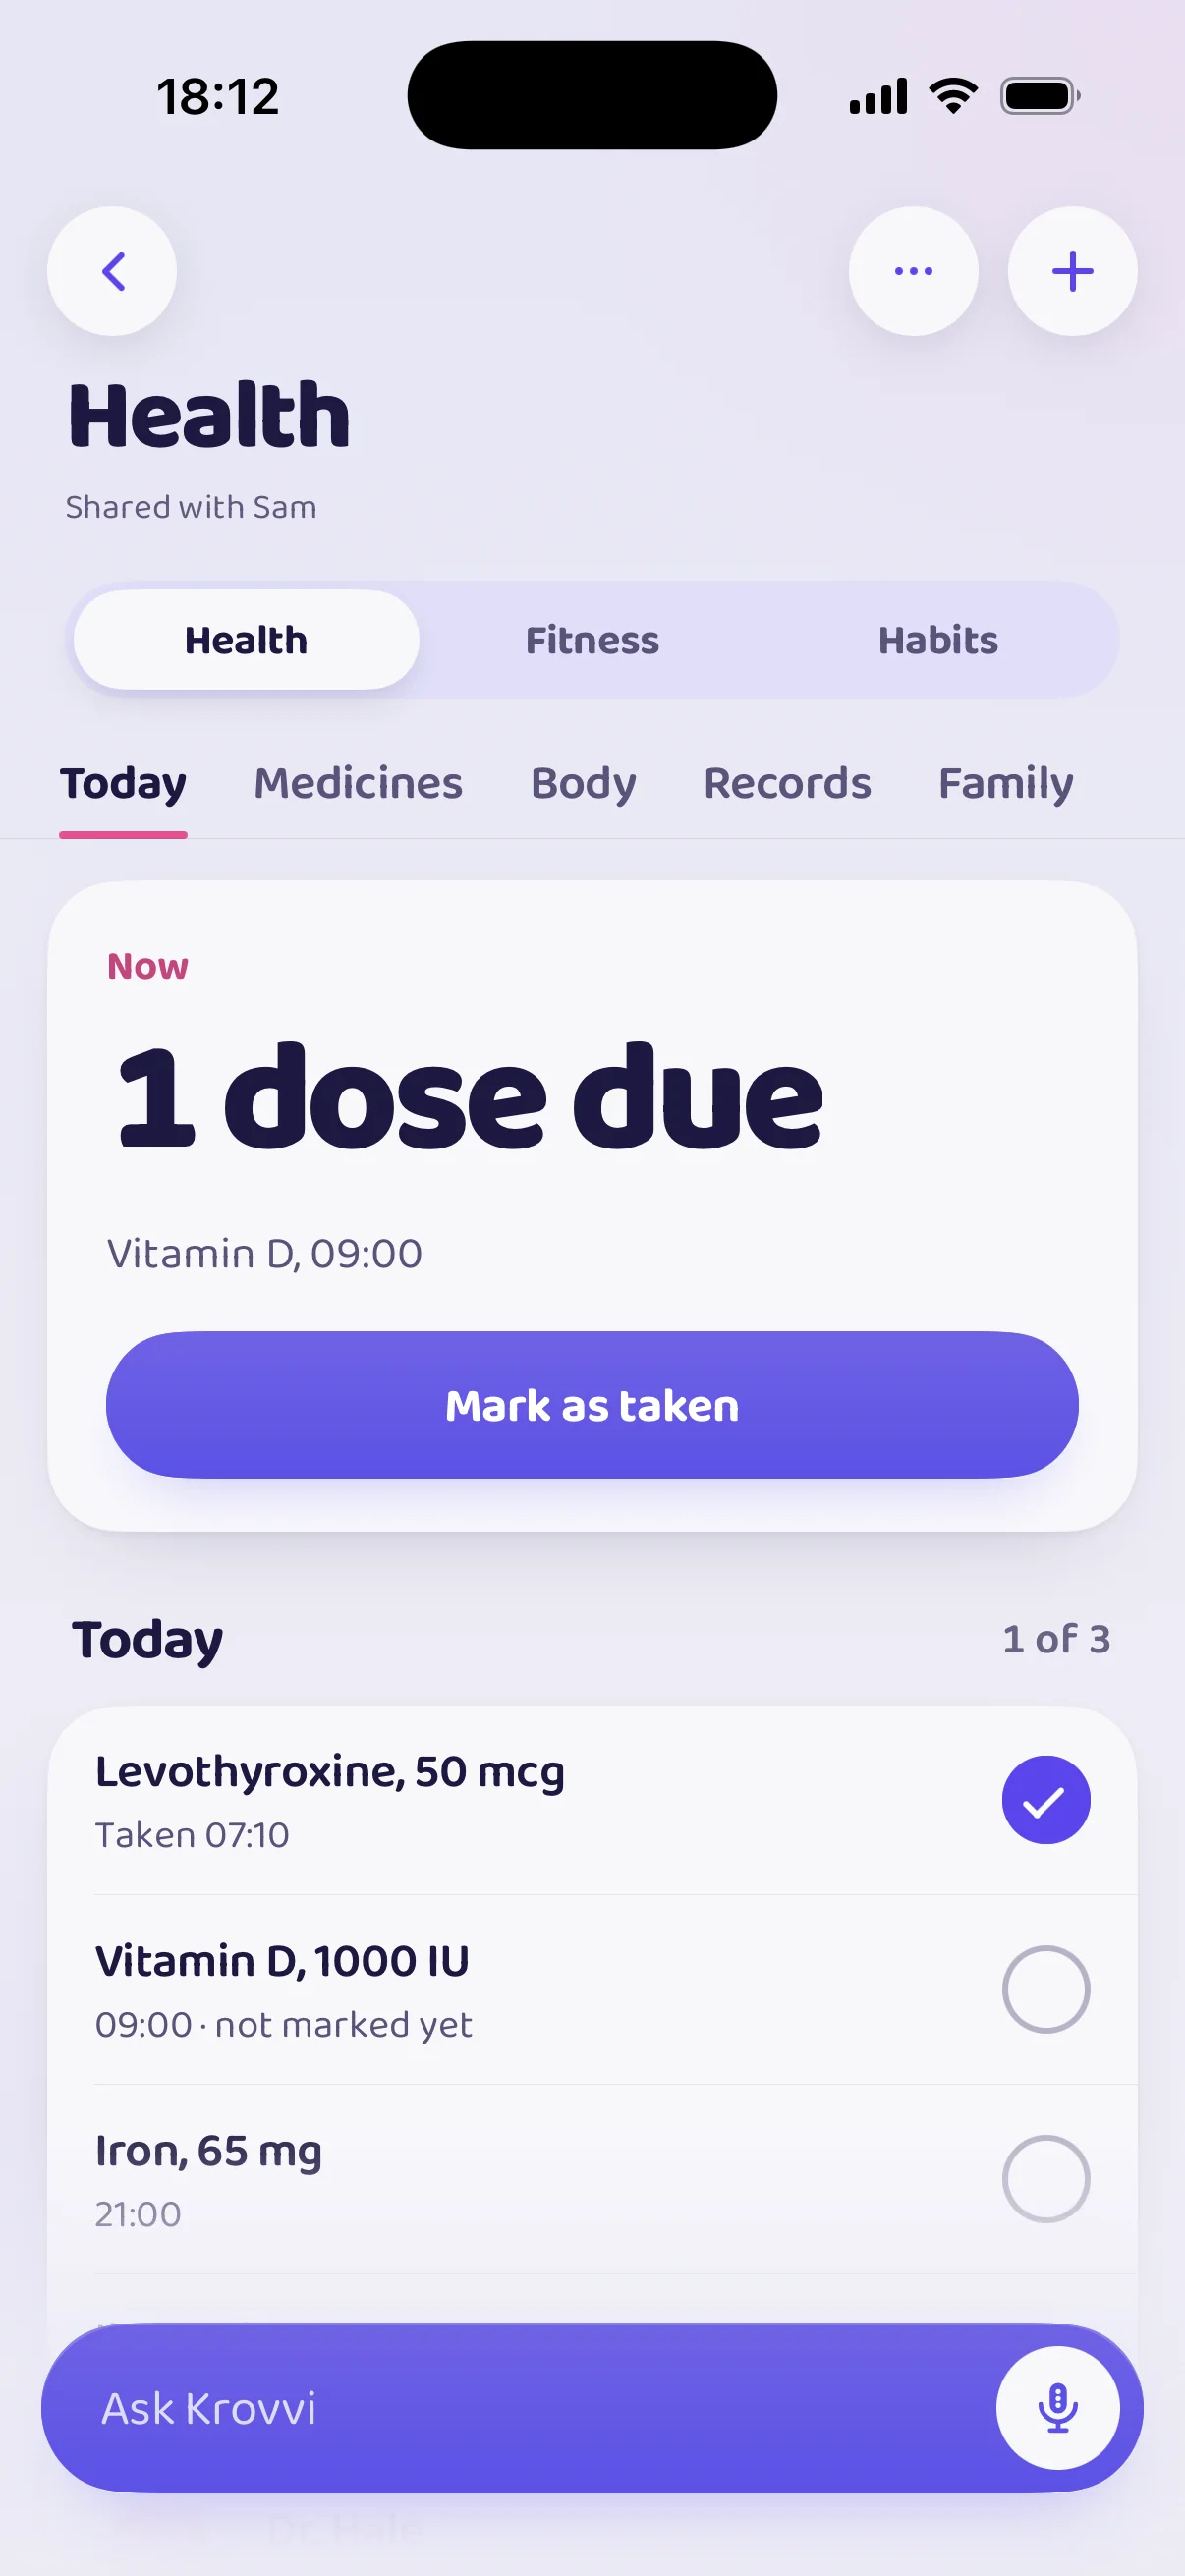 18:12
Health
Shared with Sam
Health Fitness Habits
Today Medicines Body Records Family
Now
1 dose due
Vitamin D, 09:00
Mark as taken
Today 1 of 3
Levothyroxine, 50 mcg
Taken 07:10
Vitamin D, 1000 IU
09:00 · not marked yet
Iron, 65 mg
21:00
Ask Krovvi
Dr. Hale